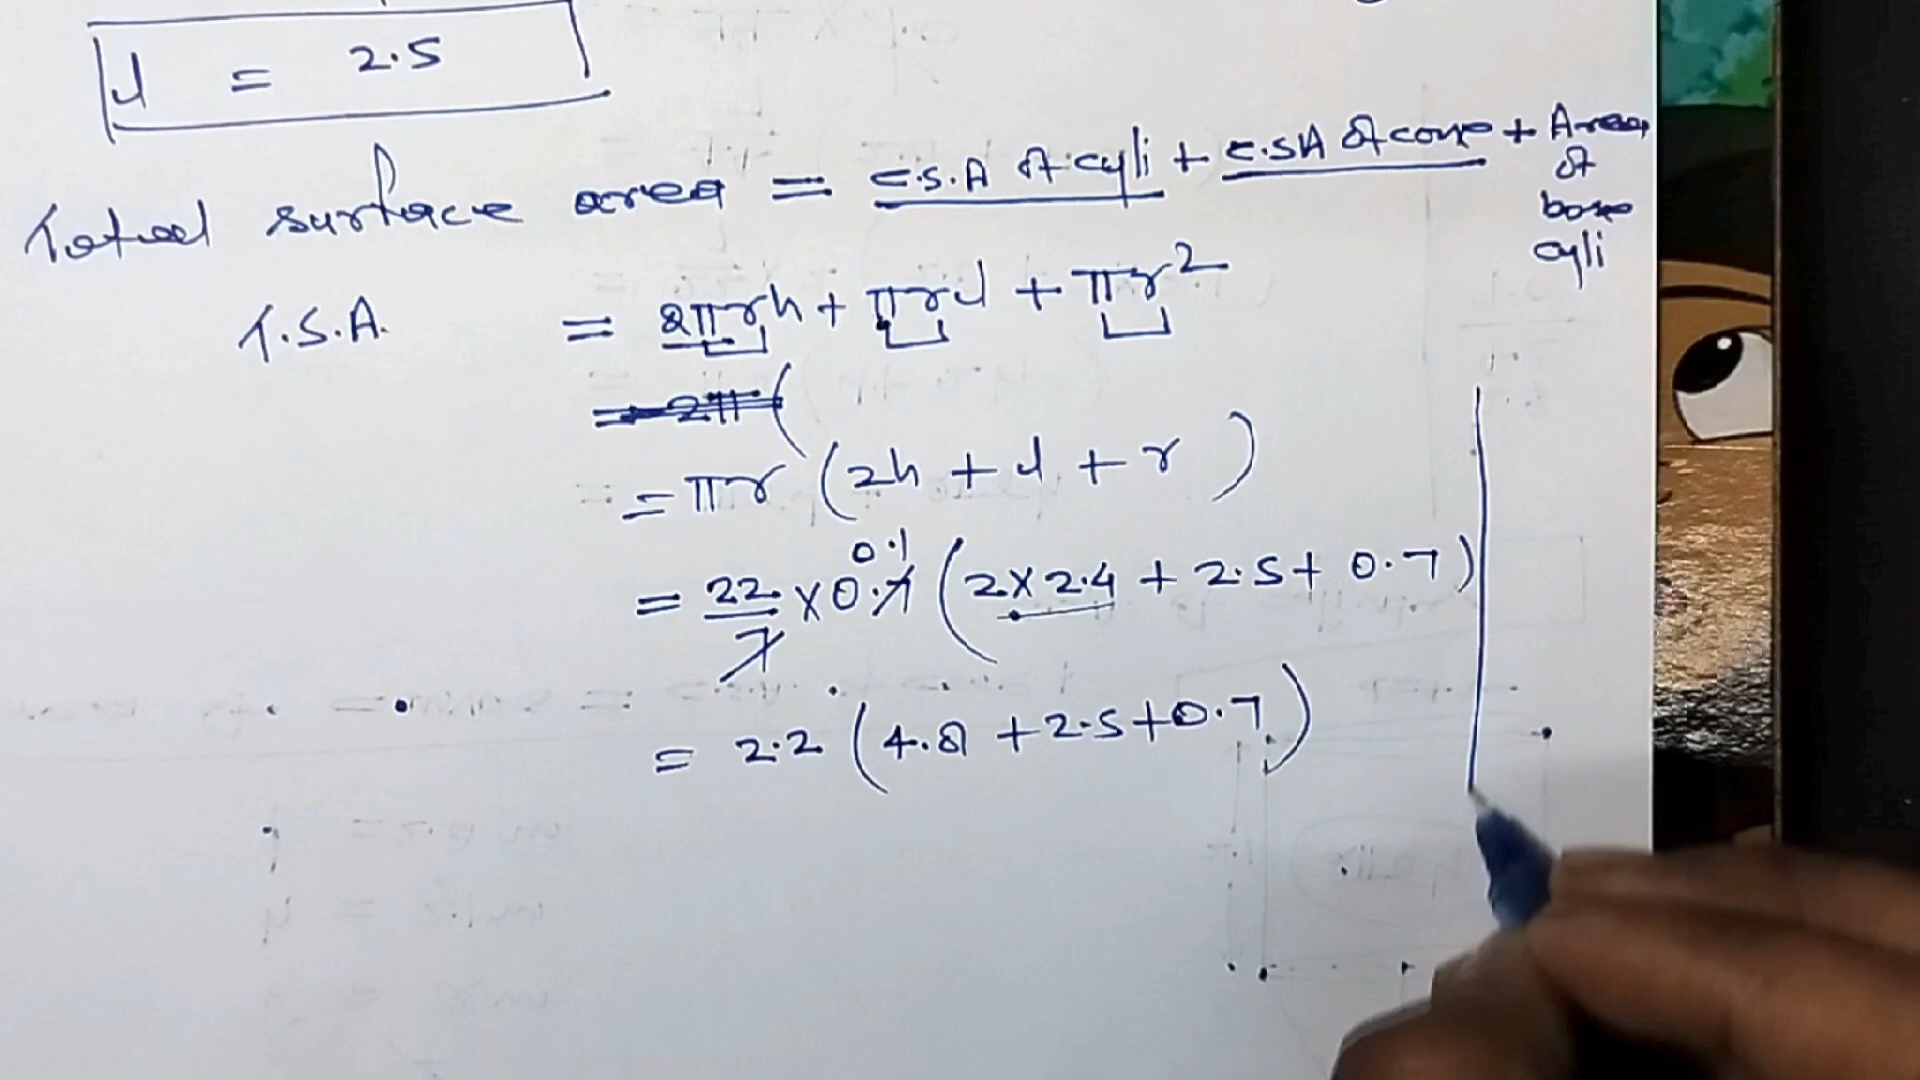 l = 2.5
Total surface area = C.S.A of cyli + C.SA of cone + Area of base cyli
T.S.A. = 2πrh + πrl + πr²
= 2π (
= πr (2h + l + r )
= 22/7 × 0.7 0.1 (2 × 2.4 + 2.5 + 0.7)
= 2.2 (4.8 + 2.5 + 0.7)